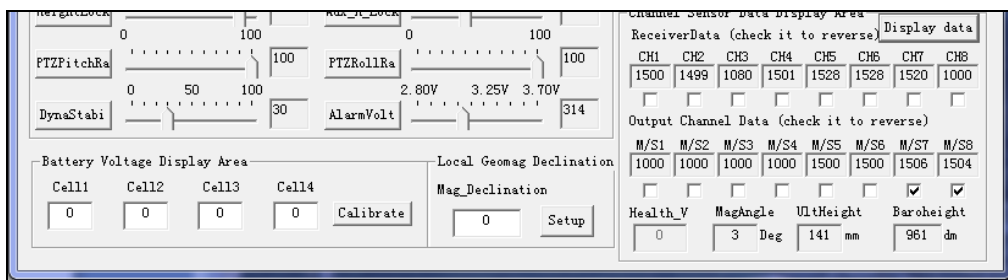 HeightLock
Aux_H_Lock
Channel Sensor Data Display Area
ReceiverData (check it to reverse)
Display data
0 100
0 100
PTZPitchRa
100
PTZRollRa
100
CH1 CH2 CH3 CH4 CH5 CH6 CH7 CH8
1500 1499 1080 1501 1528 1528 1520 1000
0 50 100
2.80V 3.25V 3.70V
DynaStabi
30
AlarmVolt
314
Output Channel Data (check it to reverse)
M/S1 M/S2 M/S3 M/S4 M/S5 M/S6 M/S7 M/S8
1000 1000 1000 1000 1500 1500 1506 1504
Battery Voltage Display Area
Cell1 Cell2 Cell3 Cell4
0 0 0 0 Calibrate
Local Geomag Declination
Mag_Declination
0 Setup
Health_V MagAngle UltHeight Baroheight
0 3 Deg 141 mm 961 dm